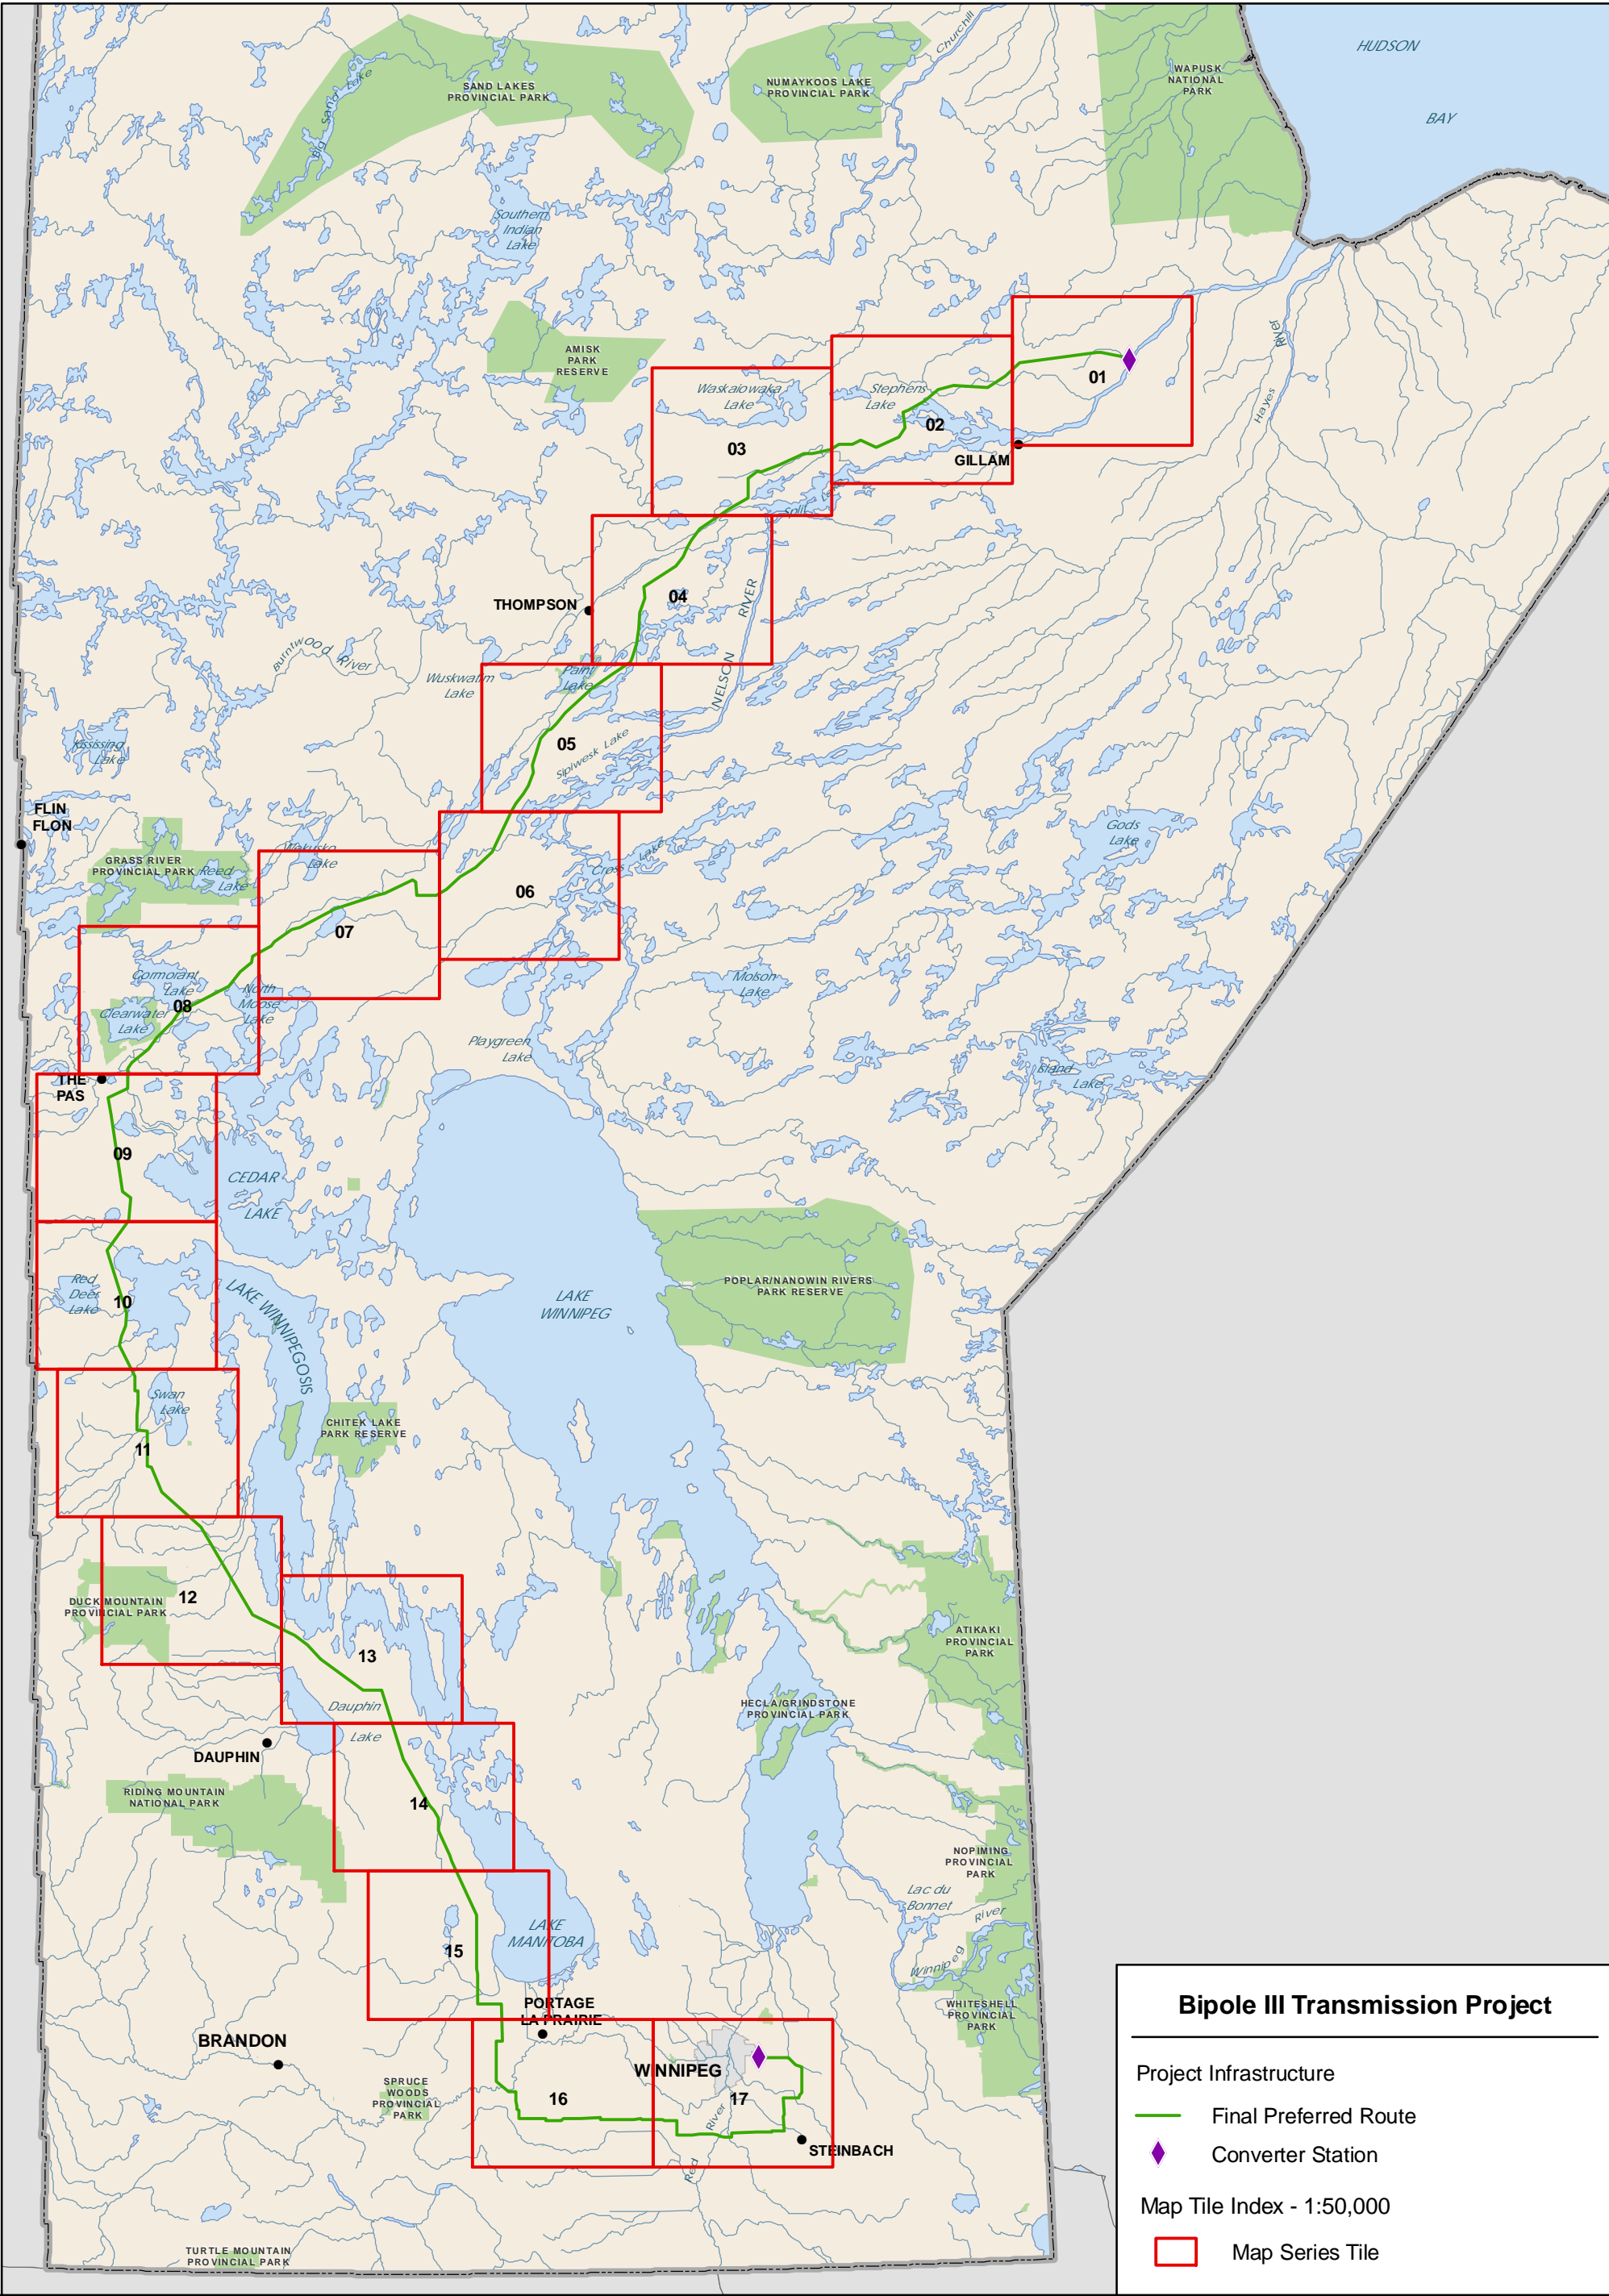 HUDSON
BAY
Churchill
WAPUSK
NATIONAL
PARK
NUMAYKOOS LAKE
PROVINCIAL PARK
SAND LAKES
PROVINCIAL PARK
Big Sand Lake
Southern
Indian
Lake
AMISK
PARK
RESERVE
Waskaiowaka
Lake
Stephens
Lake
01
02
03
GILLAM
Hayes River
Split Lake
THOMPSON
04
NELSON RIVER
Burntwood River
Wuskwatim
Lake
Paint
Lake
05
Sipiwesk Lake
Kississing
Lake
FLIN
FLON
GRASS RIVER
PROVINCIAL PARK
Reed
Lake
Wekusko
Lake
Cross Lake
06
07
Gods
Lake
Cormorant
Lake
08
Clearwater
Lake
North
Moose
Lake
Molson
Lake
Playgreen
Lake
Island
Lake
THE
PAS
09
CEDAR
LAKE
Red
Deer
Lake
10
LAKE WINNIPEGOSIS
LAKE
WINNIPEG
POPLAR/NANOWIN RIVERS
PARK RESERVE
Swan
Lake
11
CHITEK LAKE
PARK RESERVE
12
DUCK MOUNTAIN
PROVINCIAL PARK
13
Dauphin
Lake
ATIKAKI
PROVINCIAL
PARK
HECLA/GRINDSTONE
PROVINCIAL PARK
DAUPHIN
RIDING MOUNTAIN
NATIONAL PARK
14
NOPIMING
PROVINCIAL
PARK
Lac du
Bonnet
Winnipeg River
LAKE
MANITOBA
15
PORTAGE
LA PRAIRIE
WHITESHELL
PROVINCIAL
PARK
BRANDON
WINNIPEG
SPRUCE
WOODS
PROVINCIAL
PARK
16
17
Red River
STEINBACH
TURTLE MOUNTAIN
PROVINCIAL PARK
Bipole III Transmission Project
Project Infrastructure
Final Preferred Route
Converter Station
Map Tile Index - 1:50,000
Map Series Tile